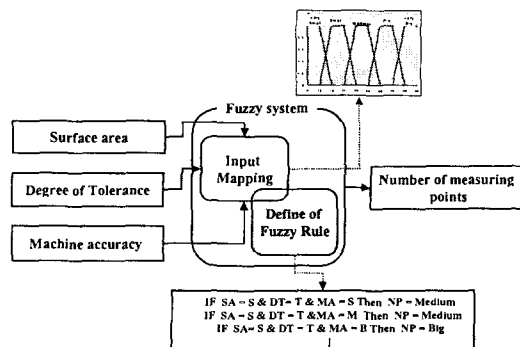 Small
Big
Fuzzy system
Surface area
Input
Mapping
Degree of Tolerance
Number of measuring
points
Define of
Fuzzy Rule
Machine accuracy
IF SA = S & DT= T & MA = S Then NP = Medium
IF SA= S & DT = T &MA = M Then NP = Medium
IF SA= S & DT = T & MA = B Then NP = Big